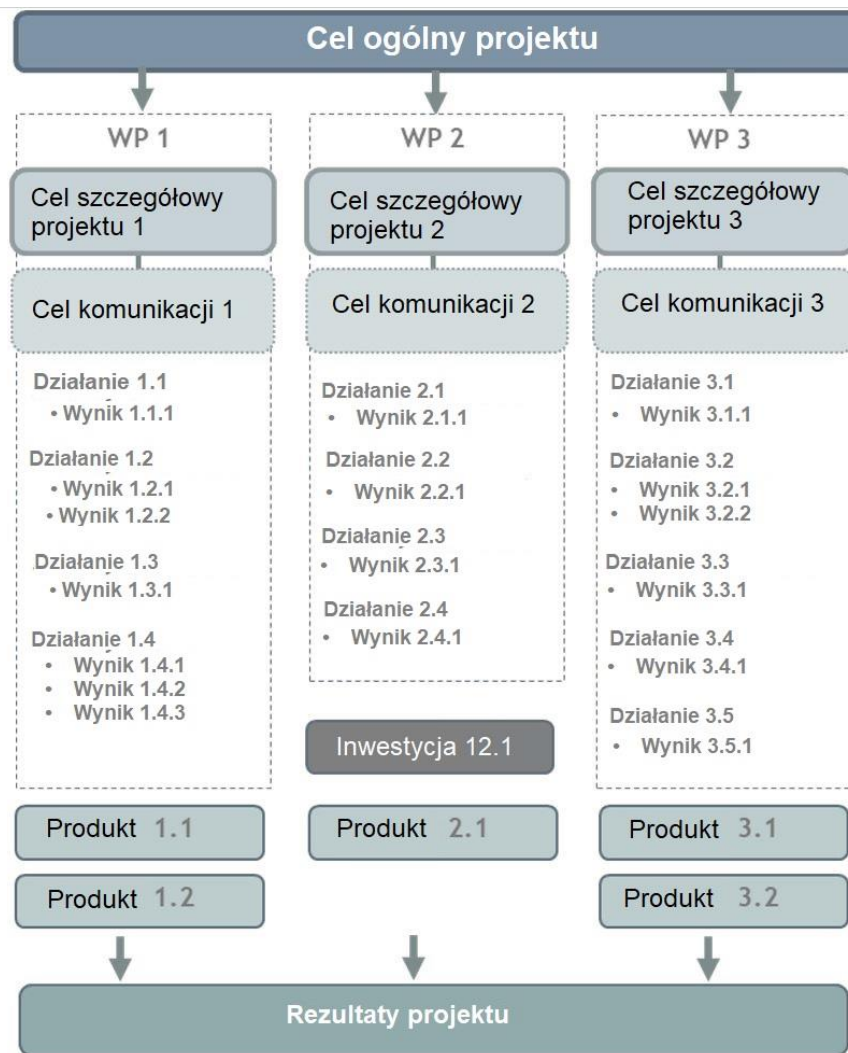 Cel ogólny projektu
WP 1
Cel szczegółowy
projektu 1
Cel komunikacji 1
Działanie 1.1
• Wynik 1.1.1
Działanie 1.2
• Wynik 1.2.1
• Wynik 1.2.2
Działanie 1.3
• Wynik 1.3.1
Działanie 1.4
• Wynik 1.4.1
• Wynik 1.4.2
• Wynik 1.4.3
Produkt 1.1
Produkt 1.2
WP 2
Cel szczegółowy
projektu 2
Cel komunikacji 2
Działanie 2.1
• Wynik 2.1.1
Działanie 2.2
• Wynik 2.2.1
Działanie 2.3
• Wynik 2.3.1
Działanie 2.4
• Wynik 2.4.1
Inwestycja 12.1
Produkt 2.1
WP 3
Cel szczegółowy
projektu 3
Cel komunikacji 3
Działanie 3.1
• Wynik 3.1.1
Działanie 3.2
• Wynik 3.2.1
• Wynik 3.2.2
Działanie 3.3
• Wynik 3.3.1
Działanie 3.4
• Wynik 3.4.1
Działanie 3.5
• Wynik 3.5.1
Produkt 3.1
Produkt 3.2
Rezultaty projektu